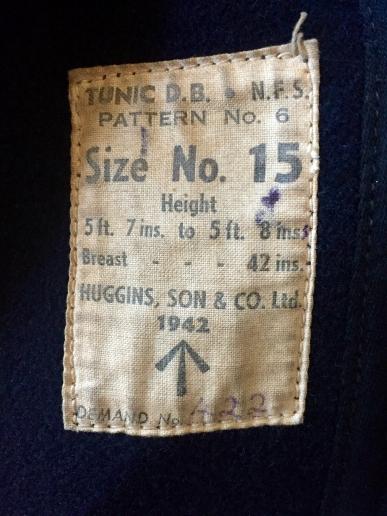 TUNIC D.B. • N.F.S.
PATTERN No. 6
Size No. 15
Height
5 ft. 7 ins. to 5 ft. 8 ins.
Breast - - - 42 ins.
HUGGINS, SON & CO. Ltd.
1942
DEMAND No. 422